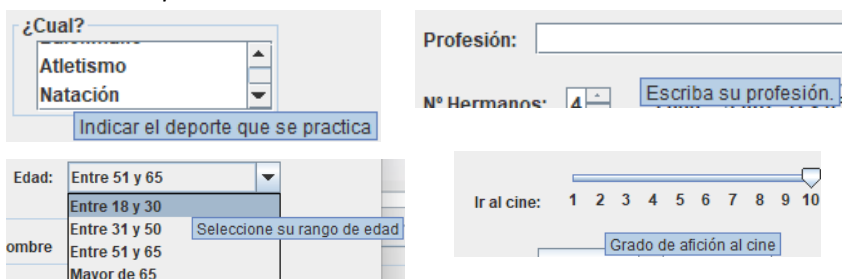 ¿Cual?
Atletismo
Natación
Indicar el deporte que se practica
Profesión:
Nº Hermanos: 4
Escriba su profesión.
Edad: Entre 51 y 65
Entre 18 y 30
Entre 31 y 50
Seleccione su rango de edad
ombre
Entre 51 y 65
Mayor de 65
Ir al cine: 1 2 3 4 5 6 7 8 9 10
Grado de afición al cine